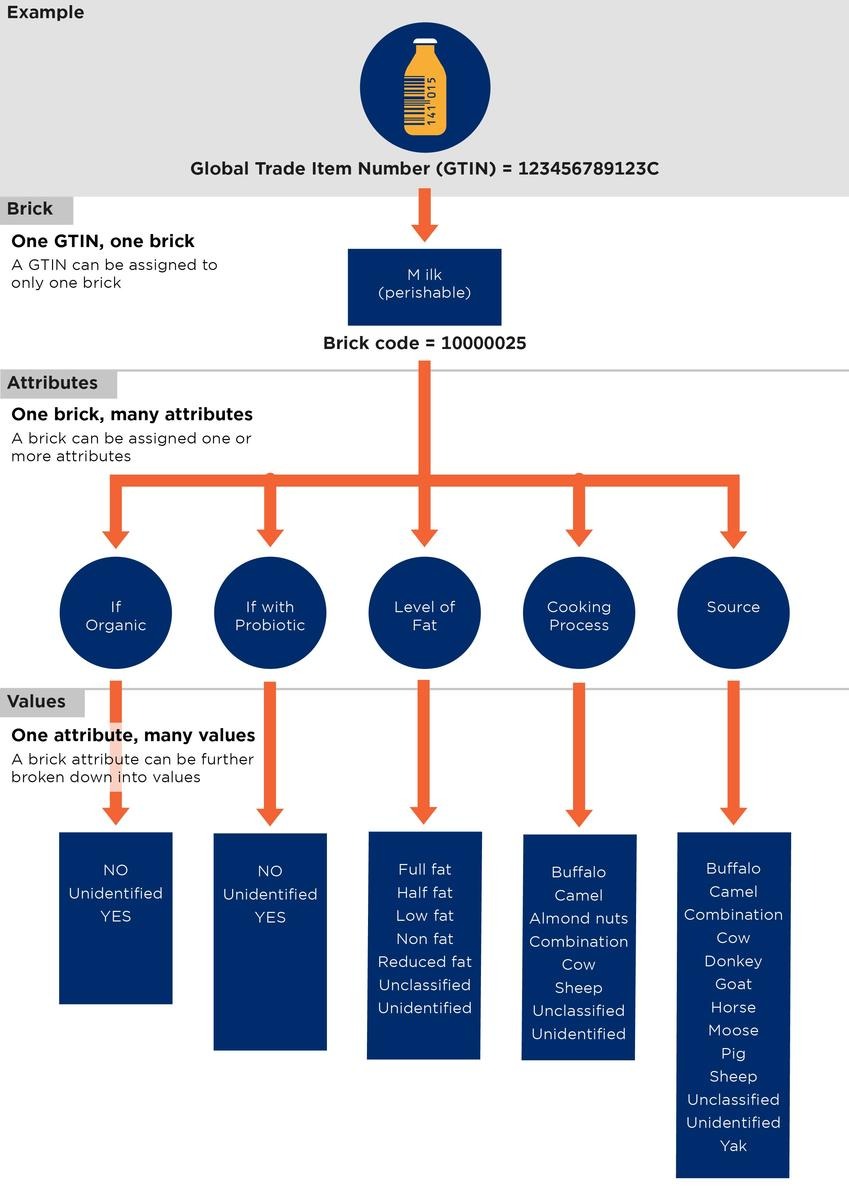 Example
141 015
Global Trade Item Number (GTIN) = 123456789123C
Brick
One GTIN, one brick
A GTIN can be assigned to
only one brick
M ilk
(perishable)
Brick code = 10000025
Attributes
One brick, many attributes
A brick can be assigned one or
more attributes
If
Organic
If with
Probiotic
Level of
Fat
Cooking
Process
Source
Values
One attribute, many values
A brick attribute can be further
broken down into values
NO
Unidentified
YES
NO
Unidentified
YES
Full fat
Half fat
Low fat
Non fat
Reduced fat
Unclassified
Unidentified
Buffalo
Camel
Almond nuts
Combination
Cow
Sheep
Unclassified
Unidentified
Buffalo
Camel
Combination
Cow
Donkey
Goat
Horse
Moose
Pig
Sheep
Unclassified
Unidentified
Yak